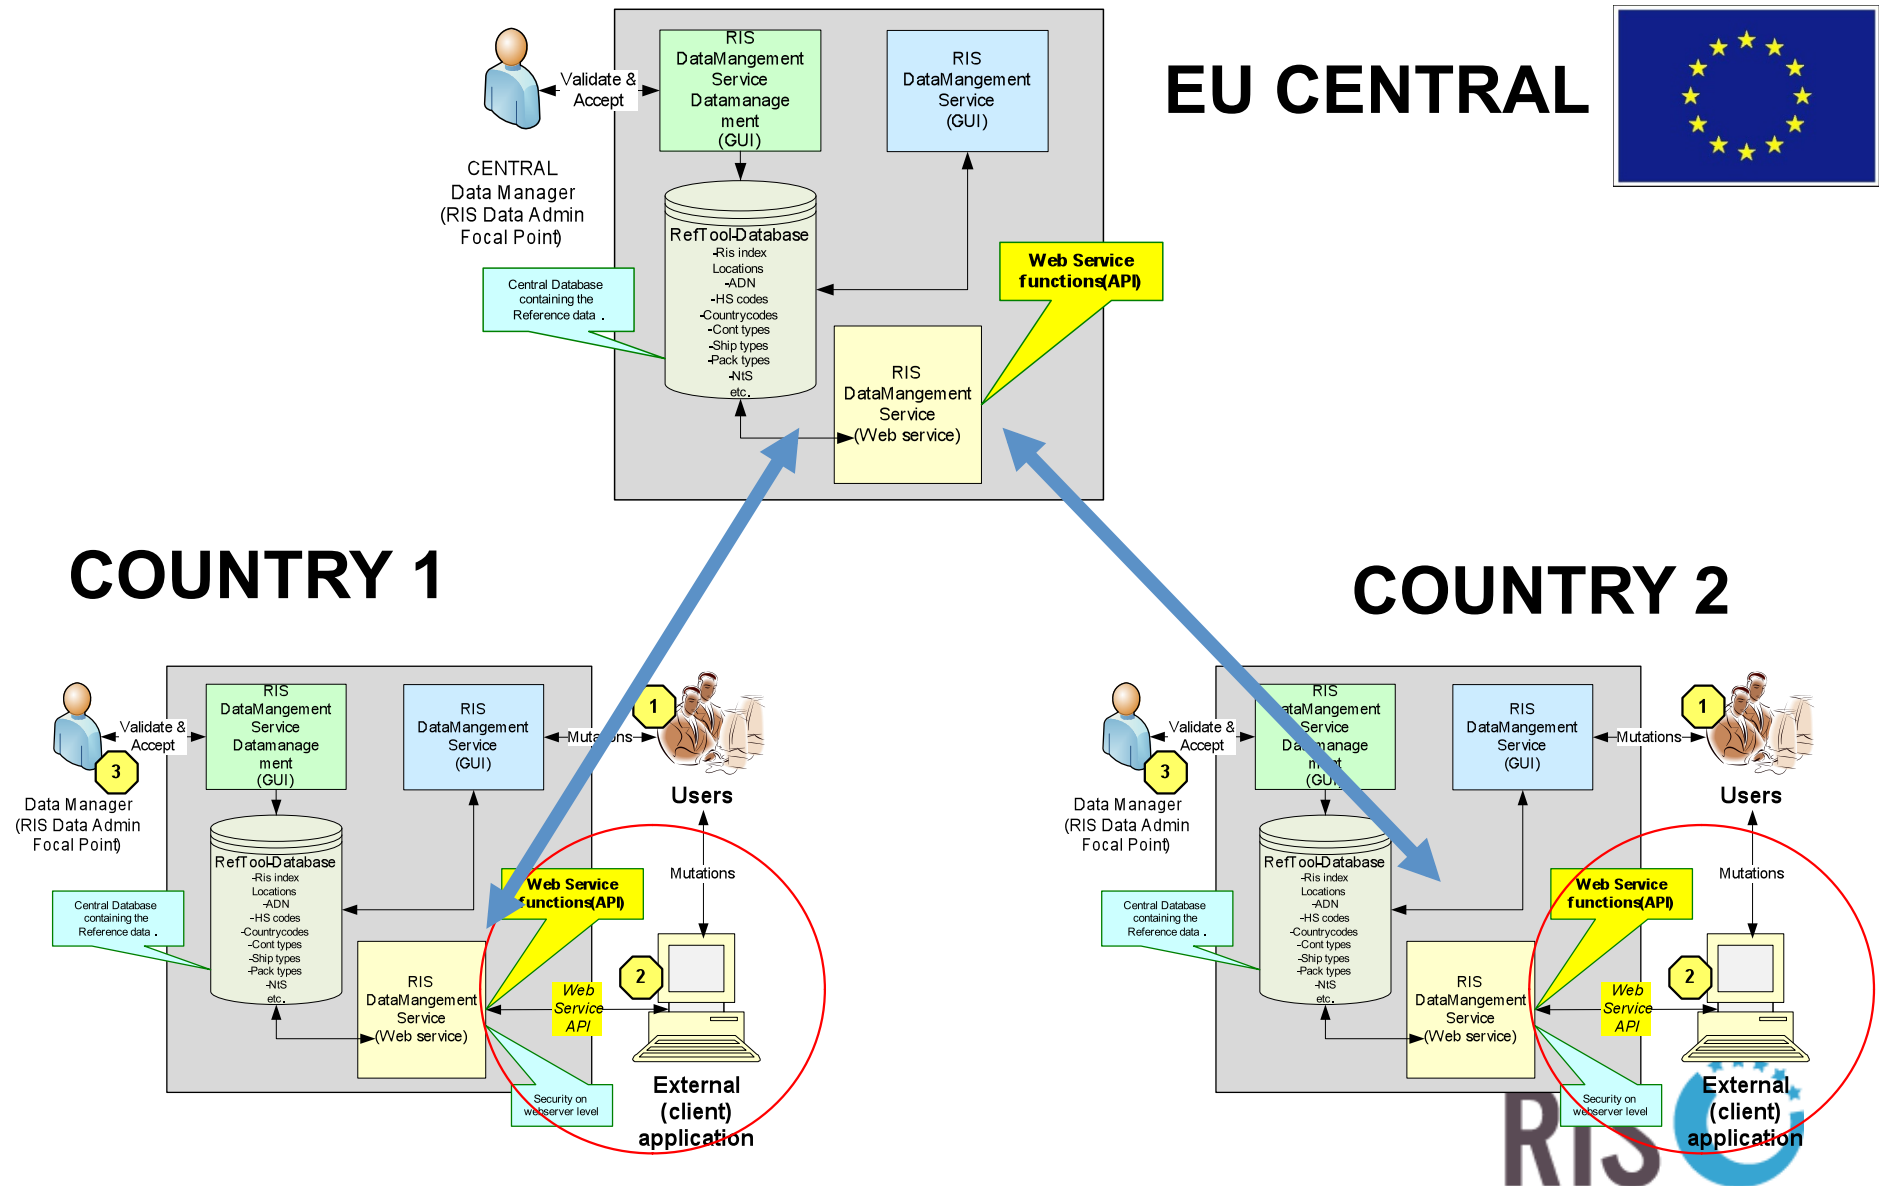 EU CENTRAL
RIS
DataMangement
Service
Datamanage
ment
(GUI)
RIS
DataMangement
Service
(GUI)
Validate &
Accept
CENTRAL
Data Manager
(RIS Data Admin
Focal Point)
RefTool-Database
-Ris index
Locations
-ADN
-HS codes
-Countrycodes
-Cont types
-Ship types
-Pack types
-NtS
etc.
Central Database
containing the
Reference data .
Web Service
functions(API)
RIS
DataMangement
Service
(Web service)
COUNTRY 1
RIS
DataMangement
Service
Datamanage
ment
(GUI)
RIS
DataMangement
Service
(GUI)
Validate &
Accept
3
Data Manager
(RIS Data Admin
Focal Point)
1
Mutations
Users
Mutations
RefTool-Database
-Ris index
Locations
-ADN
-HS codes
-Countrycodes
-Cont types
-Ship types
-Pack types
-NtS
etc.
Central Database
containing the
Reference data .
Web Service
functions(API)
RIS
DataMangement
Service
(Web service)
2
Web
Service
API
Security on
webserver level
External
(client)
application
COUNTRY 2
RIS
DataMangement
Service
Datamanage
ment
(GUI)
RIS
DataMangement
Service
(GUI)
Validate &
Accept
3
Data Manager
(RIS Data Admin
Focal Point)
1
Mutations
Users
Mutations
RefTool-Database
-Ris index
Locations
-ADN
-HS codes
-Countrycodes
-Cont types
-Ship types
-Pack types
-NtS
etc.
Central Database
containing the
Reference data .
Web Service
functions(API)
RIS
DataMangement
Service
(Web service)
2
Web
Service
API
Security on
webserver level
External
(client)
application
RIS